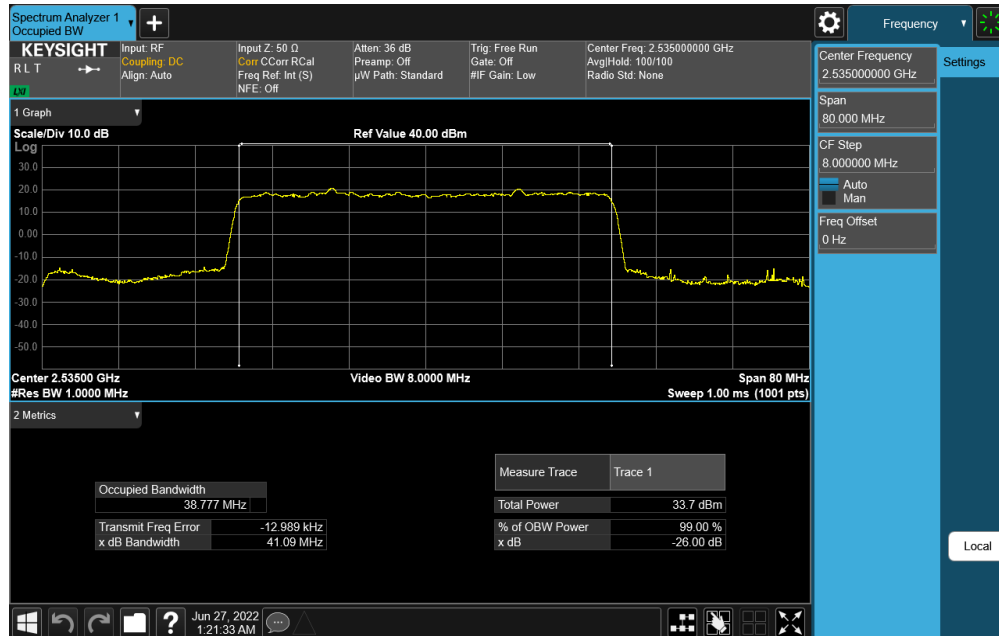 Spectrum Analyzer 1
Occupied BW
Frequency
KEYSIGHT
RLT
LXI
Input: RF
Coupling: DC
Align: Auto
Input Z: 50 Ω
Corr CCorr RCal
Freq Ref: Int (S)
NFE: Off
Atten: 36 dB
Preamp: Off
µW Path: Standard
Trig: Free Run
Gate: Off
#IF Gain: Low
Center Freq: 2.535000000 GHz
Avg|Hold: 100/100
Radio Std: None
Center Frequency
2.535000000 GHz
Settings
Span
80.000 MHz
CF Step
8.000000 MHz
Auto
Man
Freq Offset
0 Hz
Local
1 Graph
Scale/Div 10.0 dB
Ref Value 40.00 dBm
Log
30.0
20.0
10.0
0.00
-10.0
-20.0
-30.0
-40.0
-50.0
Center 2.53500 GHz
Video BW 8.0000 MHz
Span 80 MHz
#Res BW 1.0000 MHz
Sweep 1.00 ms (1001 pts)
2 Metrics
Occupied Bandwidth
38.777 MHz
Transmit Freq Error -12.989 kHz
x dB Bandwidth 41.09 MHz
Measure Trace Trace 1
Total Power 33.7 dBm
% of OBW Power 99.00 %
x dB -26.00 dB
Jun 27, 2022
1:21:33 AM